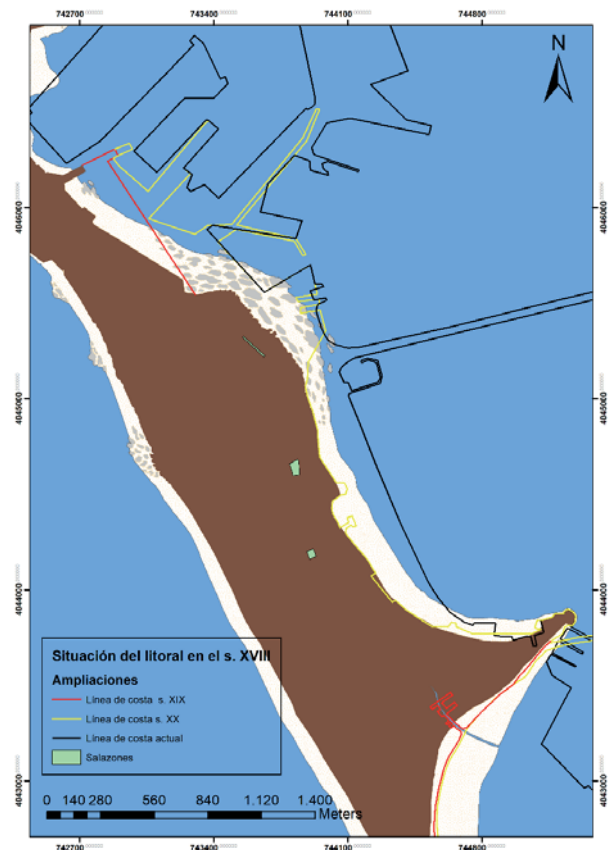 742700 743400 744100 744800
N
4046000 4046000
4045000 4045000
4044000 4044000
Situación del litoral en el s. XVIII
Ampliaciones
Línea de costa s. XIX
Línea de costa s. XX
Línea de costa actual
Salazones
4043000 4043000
0 140 280 560 840 1.120 1.400
Meters
742700 743400 744100 744800